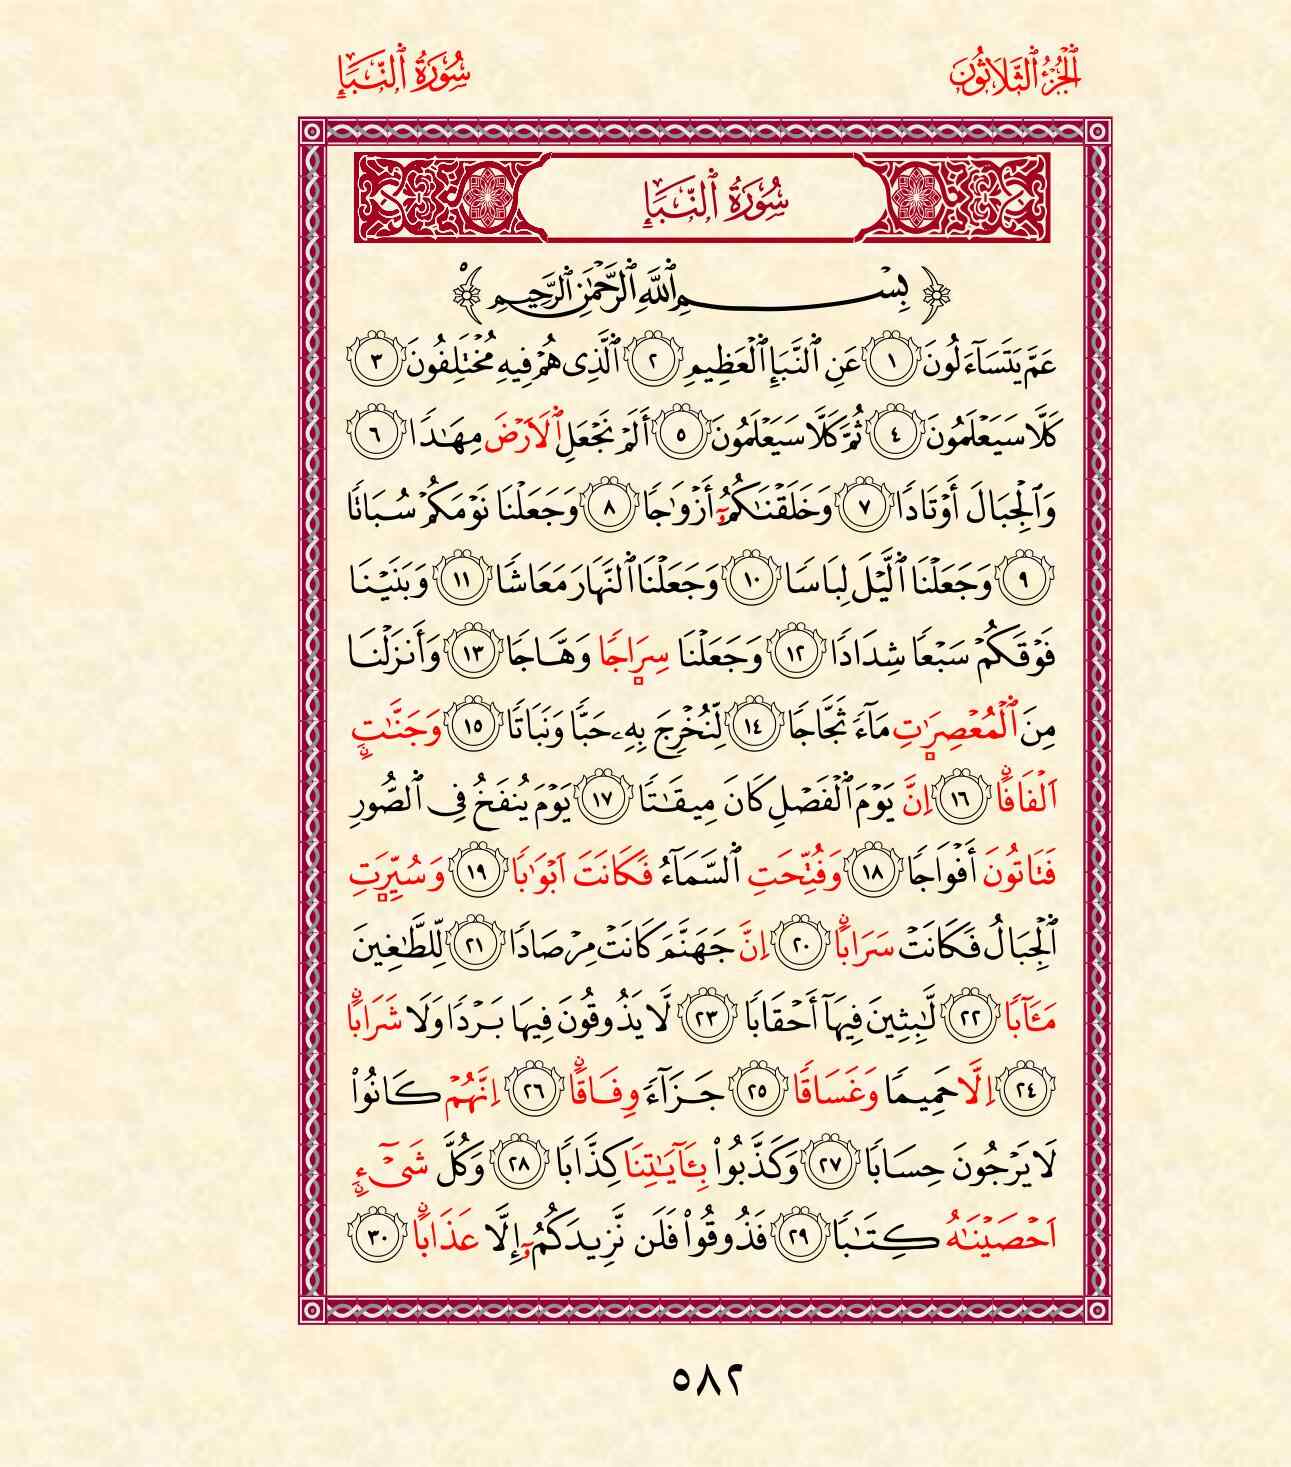 ٱلْجُزْءُ ٱلثَّلَاثُونَ
سُورَةُ ٱلنَّبَإِ
سُورَةُ ٱلنَّبَإِ
بِسْمِ ٱللَّهِ ٱلرَّحْمَٰنِ ٱلرَّحِيمِ
عَمَّ يَتَسَآءَلُونَ ١ عَنِ ٱلنَّبَإِ ٱلْعَظِيمِ ٢ ٱلَّذِى هُمْ فِيهِ مُخْتَلِفُونَ ٣
كَلَّا سَيَعْلَمُونَ ٤ ثُمَّ كَلَّا سَيَعْلَمُونَ ٥ أَلَمْ نَجْعَلِ ٱلَارْضَ مِهَٰدًا ٦
وَٱلْجِبَالَ أَوْتَادًا ٧ وَخَلَقْنَٰكُمُۥٓ أَزْوَٰجًا ٨ وَجَعَلْنَا نَوْمَكُمْ سُبَاتًا
٩ وَجَعَلْنَا ٱلَّيْلَ لِبَاسًا ١٠ وَجَعَلْنَا ٱلنَّهَارَ مَعَاشًا ١١ وَبَنَيْنَا
فَوْقَكُمْ سَبْعًا شِدَادًا ١٢ وَجَعَلْنَا سِرَاجًا وَهَّاجًا ١٣ وَأَنزَلْنَا
مِنَ ٱلْمُعْصِرَٰتِ مَآءً ثَجَّاجًا ١٤ لِّنُخْرِجَ بِهِۦ حَبًّا وَنَبَاتًا ١٥ وَجَنَّٰتٍ
اَلْفَافًا ١٦ اِنَّ يَوْمَ ٱلْفَصْلِ كَانَ مِيقَٰتًا ١٧ يَوْمَ يُنفَخُ فِى ٱلصُّورِ
فَتَاتُونَ أَفْوَاجًا ١٨ وَفُتِّحَتِ ٱلسَّمَآءُ فَكَانَتَ اَبْوَٰبًا ١٩ وَسُيِّرَتِ
ٱلْجِبَالُ فَكَانَتْ سَرَابًا ٢٠ اِنَّ جَهَنَّمَ كَانَتْ مِرْصَادًا ٢١ لِّلطَّٰغِينَ
مَـَٔابًا ٢٢ لَّٰبِثِينَ فِيهَآ أَحْقَابًا ٢٣ لَّا يَذُوقُونَ فِيهَا بَرْدًا وَلَا شَرَابًا
٢٤ اِلَّا حَمِيمًا وَغَسَاقًا ٢٥ جَزَآءً وِفَاقًا ٢٦ اِنَّهُمْ كَانُوا۟
لَا يَرْجُونَ حِسَابًا ٢٧ وَكَذَّبُوا۟ بِـَٔايَٰتِنَا كِذَّابًا ٢٨ وَكُلَّ شَىْءٍ
اَحْصَيْنَٰهُ كِتَٰبًا ٢٩ فَذُوقُوا۟ فَلَن نَّزِيدَكُمُۥٓ إِلَّا عَذَابًا ٣٠
٥٨٢